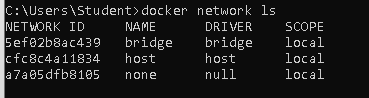 C:\Users\Student>docker network ls
NETWORK ID     NAME      DRIVER    SCOPE
5ef02b8ac439   bridge    bridge    local
cfc8c4a11834   host      host      local
a7a05dfb8105   none      null      local